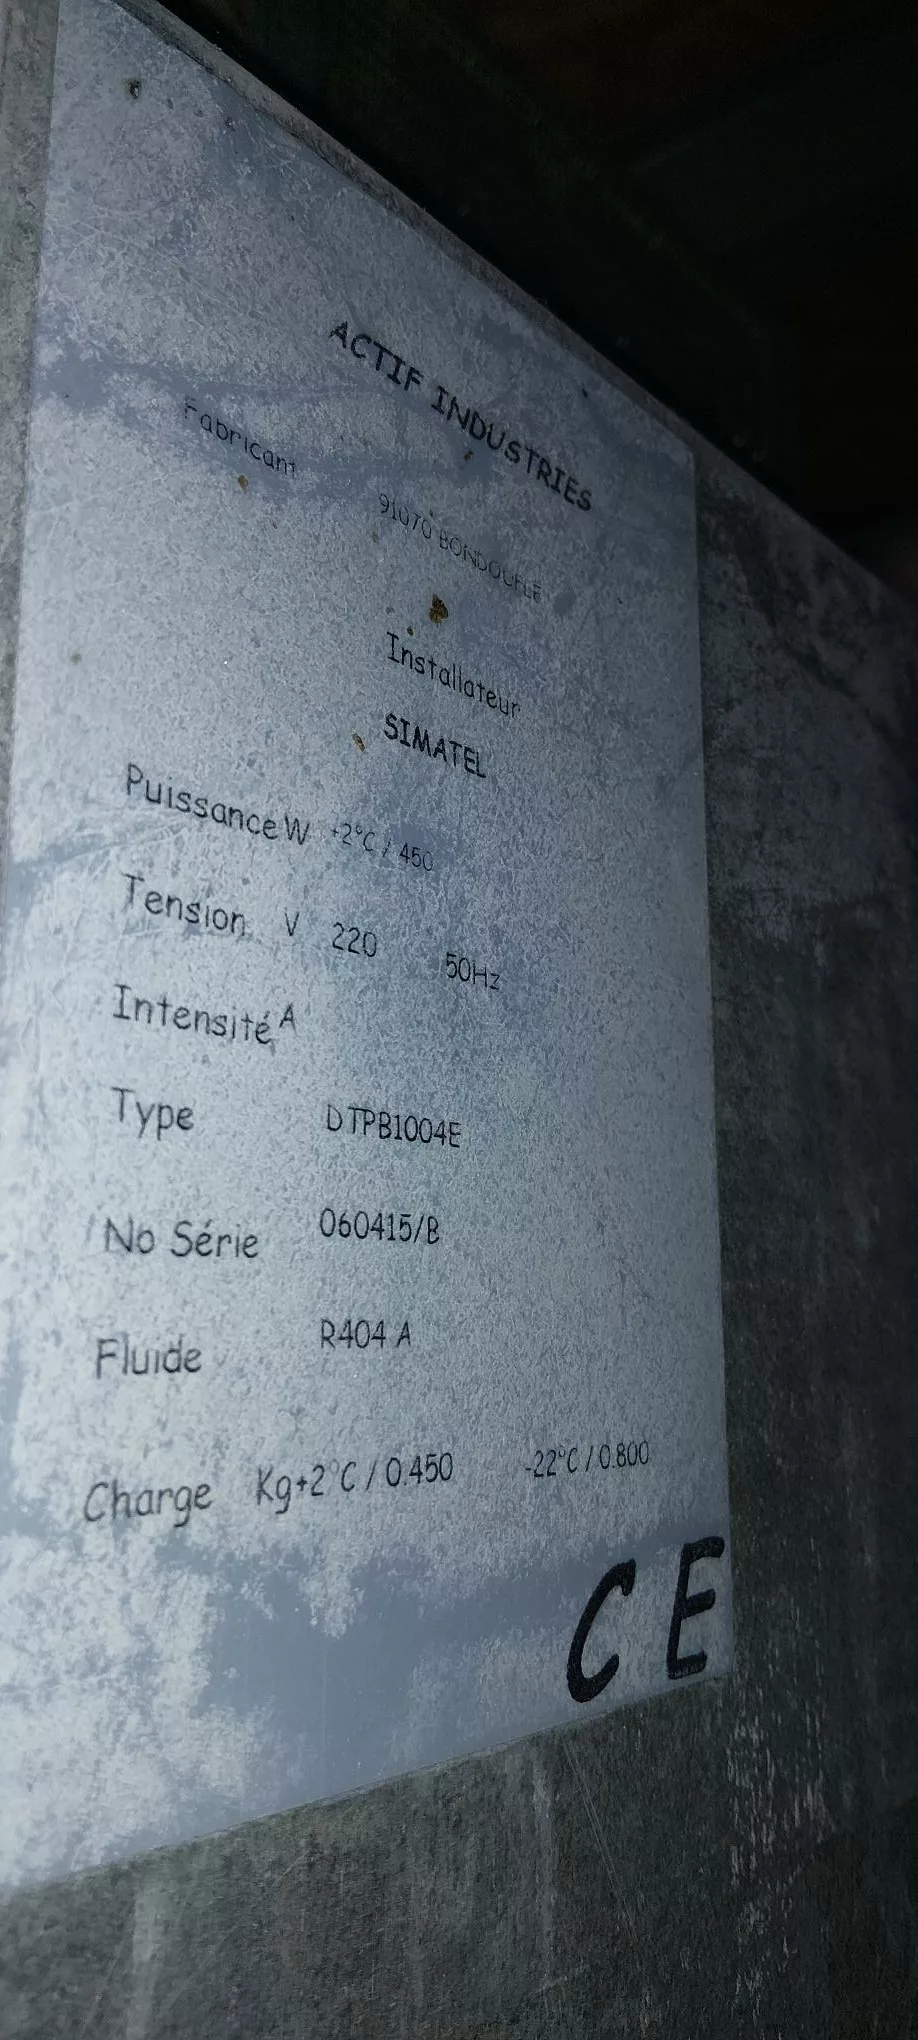 ACTIF INDUSTRIES
Fabricant
91070 BONDOUFLE
Installateur
SIMATEL
Puissance W +2°C / 450
Tension V 220 50Hz
Intensité A
Type DTPB1004E
No Série 060415/B
Fluide R404 A
Charge Kg+2°C / 0.450 -22°C / 0.800
CE